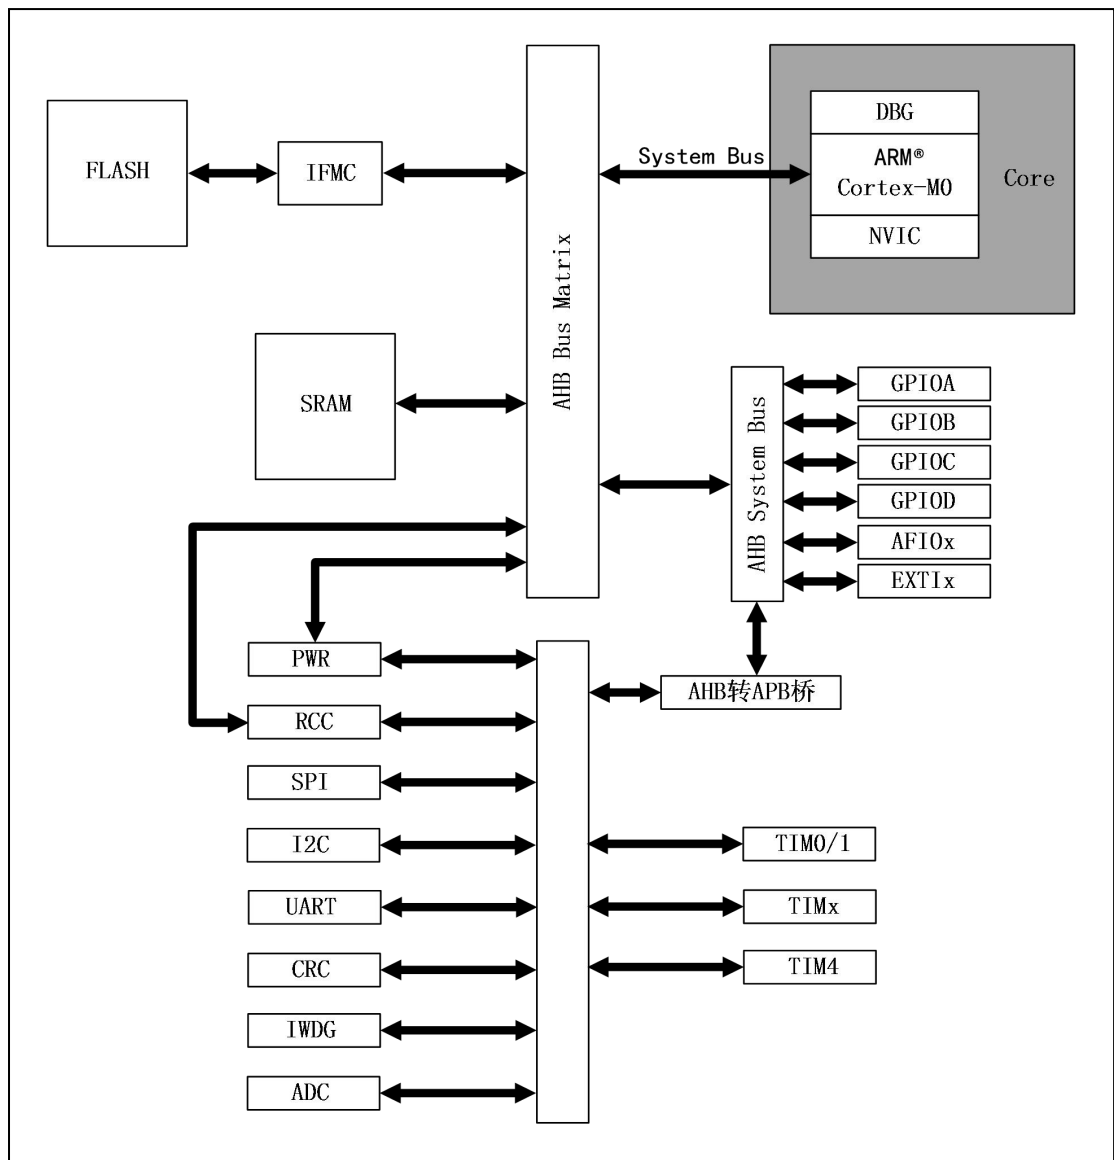 FLASH
IFMC
AHB Bus Matrix
System Bus
DBG
ARM®
Cortex-M0
NVIC
Core
SRAM
AHB System Bus
GPIOA
GPIOB
GPIOC
GPIOD
AFIOx
EXTIx
AHB转APB桥
PWR
RCC
SPI
I2C
UART
CRC
IWDG
ADC
TIM0/1
TIMx
TIM4